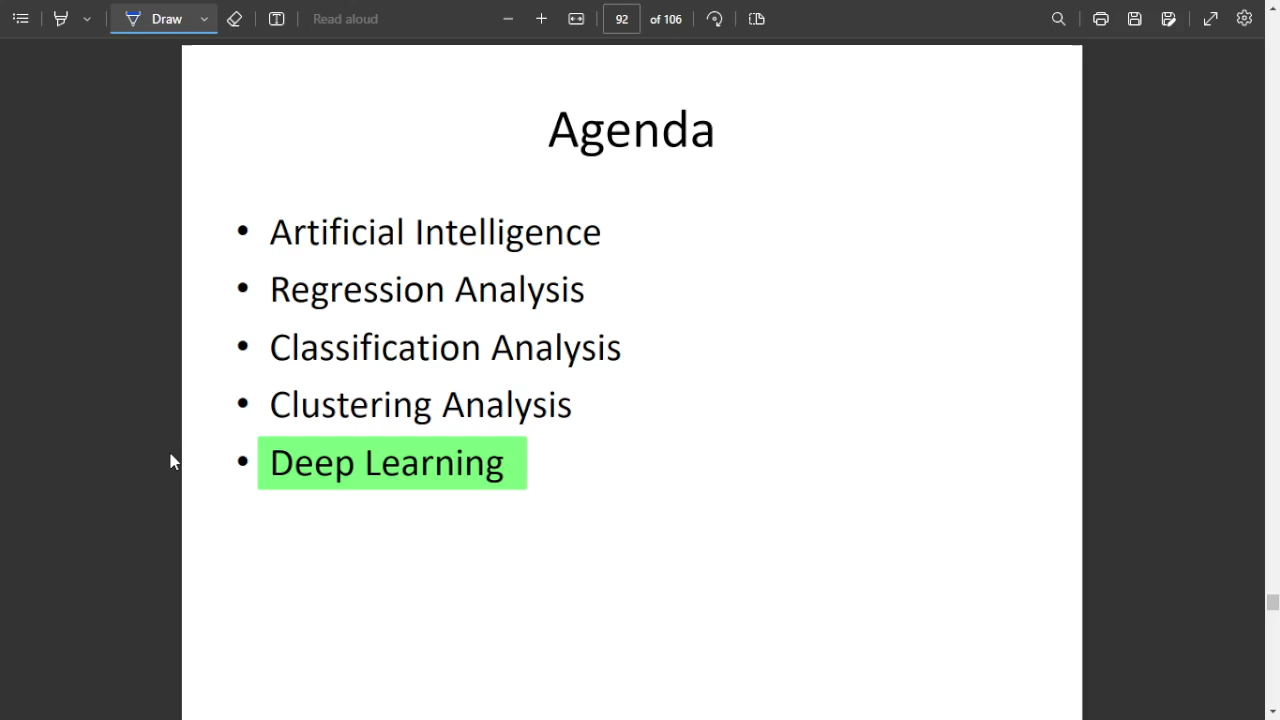 Draw Read aloud 92 of 106
Agenda
• Artificial Intelligence
• Regression Analysis
• Classification Analysis
• Clustering Analysis
• Deep Learning